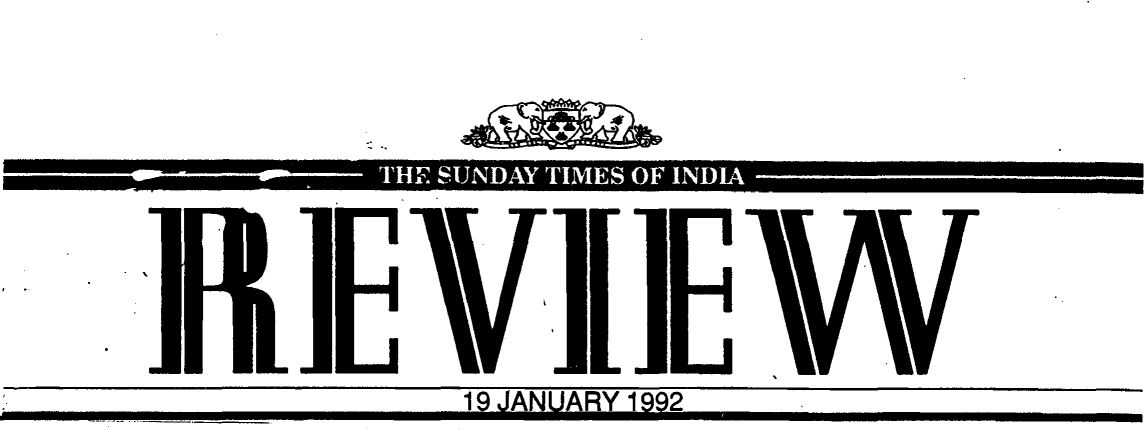 THE SUNDAY TIMES OF INDIA
REVIEW
19 JANUARY 1992